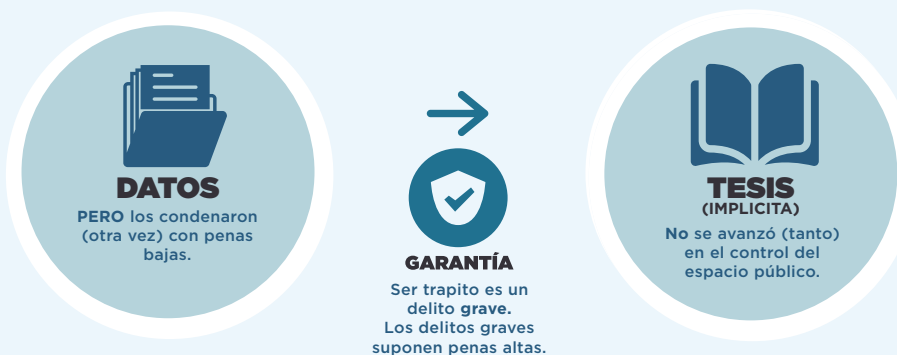 DATOS
PERO los condenaron
(otra vez) con penas
bajas.
GARANTÍA
Ser trapito es un
delito grave.
Los delitos graves
suponen penas altas.
TESIS
(IMPLICITA)
No se avanzó (tanto)
en el control del
espacio público.